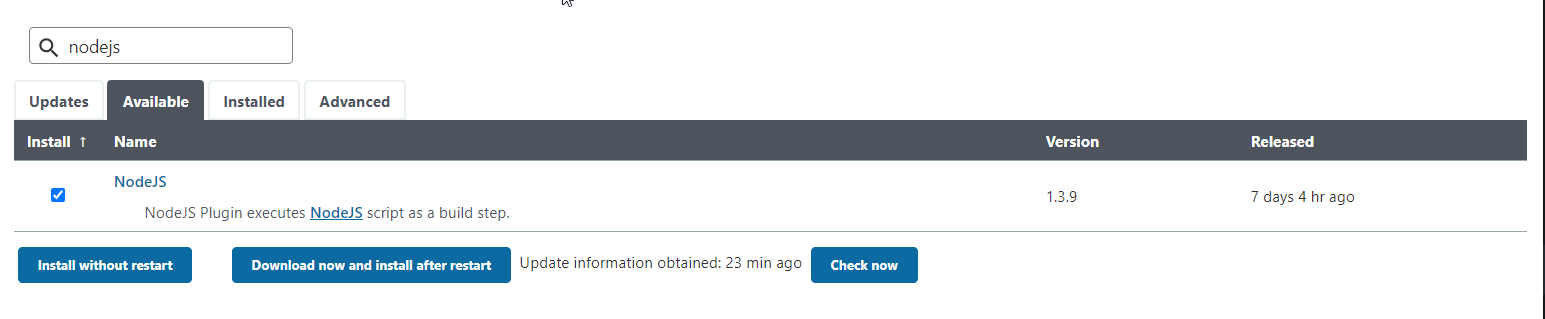 nodejs
Updates Available Installed Advanced
Install ↑ Name Version Released
NodeJS
NodeJS Plugin executes NodeJS script as a build step.
1.3.9 7 days 4 hr ago
Install without restart Download now and install after restart Update information obtained: 23 min ago Check now